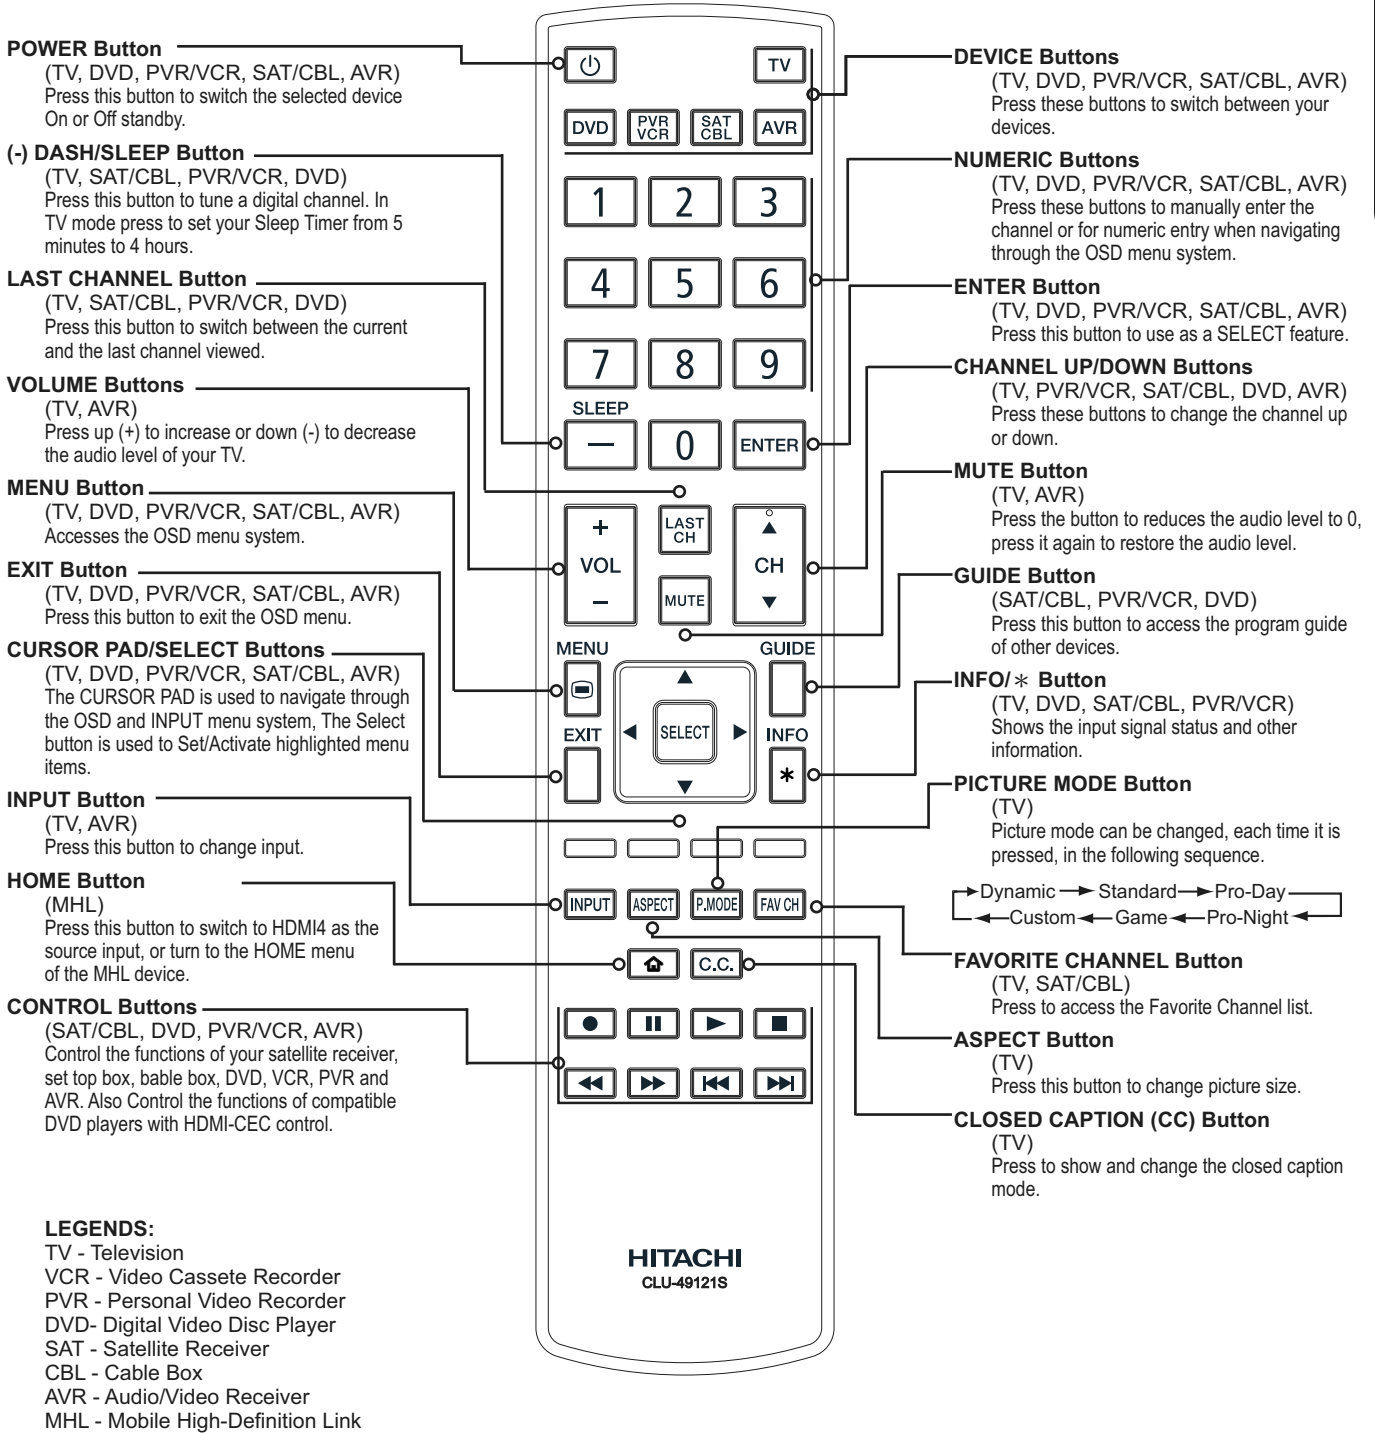 POWER Button
(TV, DVD, PVR/VCR, SAT/CBL, AVR)
Press this button to switch the selected device
On or Off standby.
(-) DASH/SLEEP Button
(TV, SAT/CBL, PVR/VCR, DVD)
Press this button to tune a digital channel. In
TV mode press to set your Sleep Timer from 5
minutes to 4 hours.
LAST CHANNEL Button
(TV, SAT/CBL, PVR/VCR, DVD)
Press this button to switch between the current
and the last channel viewed.
VOLUME Buttons
(TV, AVR)
Press up (+) to increase or down (-) to decrease
the audio level of your TV.
MENU Button
(TV, DVD, PVR/VCR, SAT/CBL, AVR)
Accesses the OSD menu system.
EXIT Button
(TV, DVD, PVR/VCR, SAT/CBL, AVR)
Press this button to exit the OSD menu.
CURSOR PAD/SELECT Buttons
(TV, DVD, PVR/VCR, SAT/CBL, AVR)
The CURSOR PAD is used to navigate through
the OSD and INPUT menu system, The Select
button is used to Set/Activate highlighted menu
items.
INPUT Button
(TV, AVR)
Press this button to change input.
HOME Button
(MHL)
Press this button to switch to HDMI4 as the
source input, or turn to the HOME menu
of the MHL device.
CONTROL Buttons
(SAT/CBL, DVD, PVR/VCR, AVR)
Control the functions of your satellite receiver,
set top box, bable box, DVD, VCR, PVR and
AVR. Also Control the functions of compatible
DVD players with HDMI-CEC control.
LEGENDS:
TV - Television
VCR - Video Cassete Recorder
PVR - Personal Video Recorder
DVD- Digital Video Disc Player
SAT - Satellite Receiver
CBL - Cable Box
AVR - Audio/Video Receiver
MHL - Mobile High-Definition Link
TV
DVD
PVR
VCR
SAT
CBL
AVR
1
2
3
4
5
6
7
8
9
SLEEP
—
0
ENTER
+
VOL
−
LAST
CH
MUTE
CH
MENU
GUIDE
EXIT
SELECT
INFO
*
INPUT
ASPECT
P.MODE
FAV CH
C.C.
HITACHI
CLU-49121S
DEVICE Buttons
(TV, DVD, PVR/VCR, SAT/CBL, AVR)
Press these buttons to switch between your
devices.
NUMERIC Buttons
(TV, DVD, PVR/VCR, SAT/CBL, AVR)
Press these buttons to manually enter the
channel or for numeric entry when navigating
through the OSD menu system.
ENTER Button
(TV, DVD, PVR/VCR, SAT/CBL, AVR)
Press this button to use as a SELECT feature.
CHANNEL UP/DOWN Buttons
(TV, PVR/VCR, SAT/CBL, DVD, AVR)
Press these buttons to change the channel up
or down.
MUTE Button
(TV, AVR)
Press the button to reduces the audio level to 0,
press it again to restore the audio level.
GUIDE Button
(SAT/CBL, PVR/VCR, DVD)
Press this button to access the program guide
of other devices.
INFO/* Button
(TV, DVD, SAT/CBL, PVR/VCR)
Shows the input signal status and other
information.
PICTURE MODE Button
(TV)
Picture mode can be changed, each time it is
pressed, in the following sequence.
Dynamic → Standard → Pro-Day
Custom ← Game ← Pro-Night
FAVORITE CHANNEL Button
(TV, SAT/CBL)
Press to access the Favorite Channel list.
ASPECT Button
(TV)
Press this button to change picture size.
CLOSED CAPTION (CC) Button
(TV)
Press to show and change the closed caption
mode.